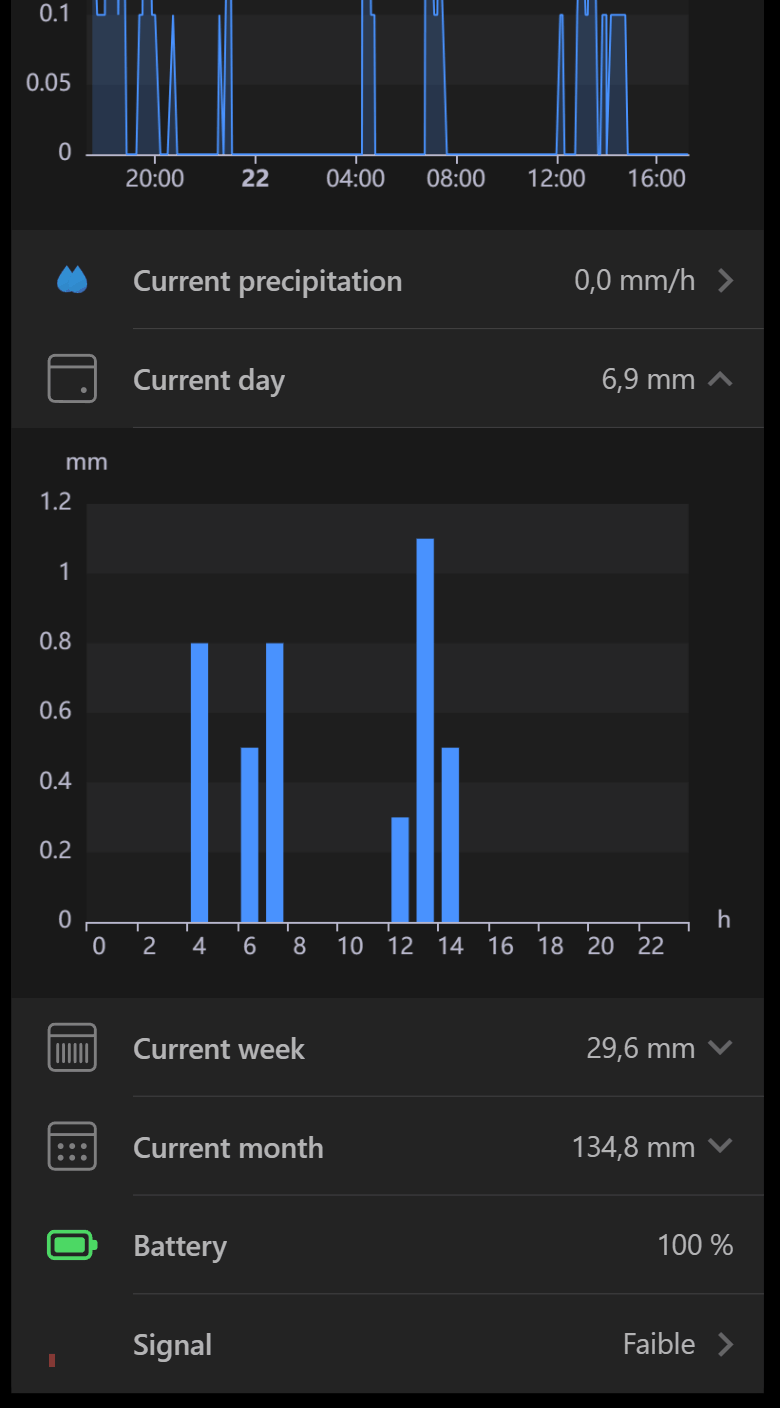 0.1
0.05
0
20:00 22 04:00 08:00 12:00 16:00
Current precipitation 0,0 mm/h
Current day 6,9 mm
mm
1.2
1
0.8
0.6
0.4
0.2
0
h
0 2 4 6 8 10 12 14 16 18 20 22
Current week 29,6 mm
Current month 134,8 mm
Battery 100 %
Signal Faible